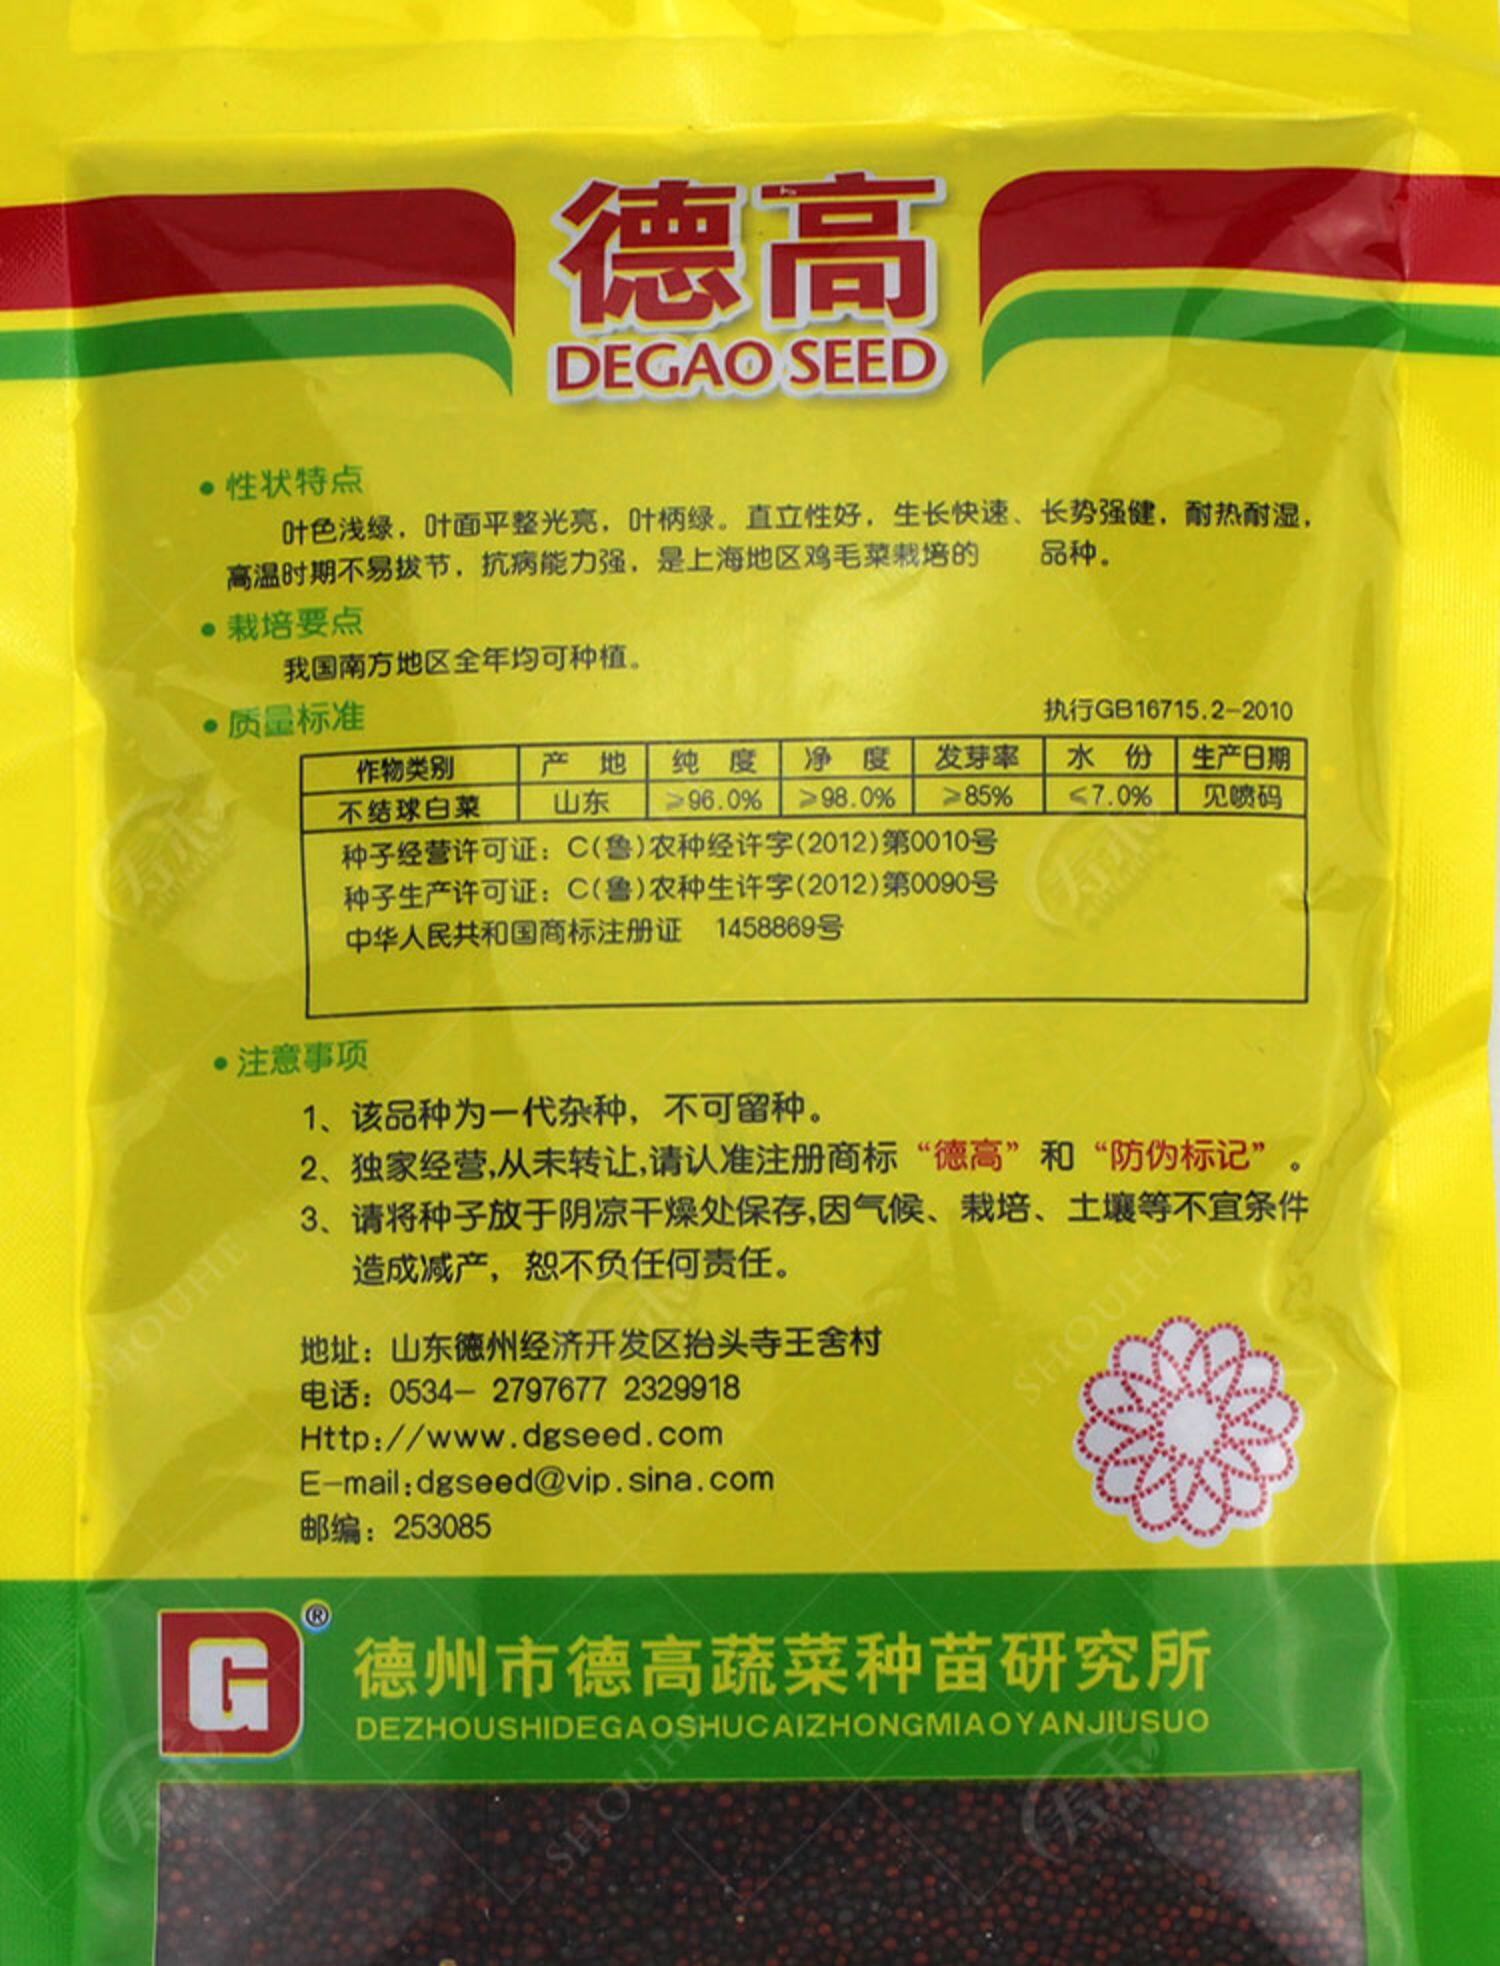 德高
DEGAO SEED
• 性状特点
叶色浅绿，叶面平整光亮，叶柄绿。直立性好，生长快速、长势强健，耐热耐湿，
高温时期不易拔节，抗病能力强，是上海地区鸡毛菜栽培的 品种。
• 栽培要点
我国南方地区全年均可种植。
• 质量标准
执行GB16715.2-2010
作物类别 产 地 纯 度 净 度 发芽率 水 份 生产日期
不结球白菜 山东 ≥96.0% ≥98.0% ≥85% ≤7.0% 见喷码
种子经营许可证：C(鲁)农种经许字(2012)第0010号
种子生产许可证：C(鲁)农种生许字(2012)第0090号
中华人民共和国商标注册证 1458869号
• 注意事项
1、该品种为一代杂种，不可留种。
2、独家经营,从未转让,请认准注册商标“德高”和“防伪标记”。
3、请将种子放于阴凉干燥处保存,因气候、栽培、土壤等不宜条件
造成减产，恕不负任何责任。
地址：山东德州经济开发区抬头寺王舍村
电话：0534- 2797677 2329918
Http://www.dgseed.com
E-mail:dgseed@vip.sina.com
邮编：253085
G ®
德州市德高蔬菜种苗研究所
DEZHOUSHIDEGAOSHUCAIZHONGMIAOYANJIUSUO
寿禾
寿禾
SHOUHE
SHOUHE
寿禾
SHOUHE
寿禾